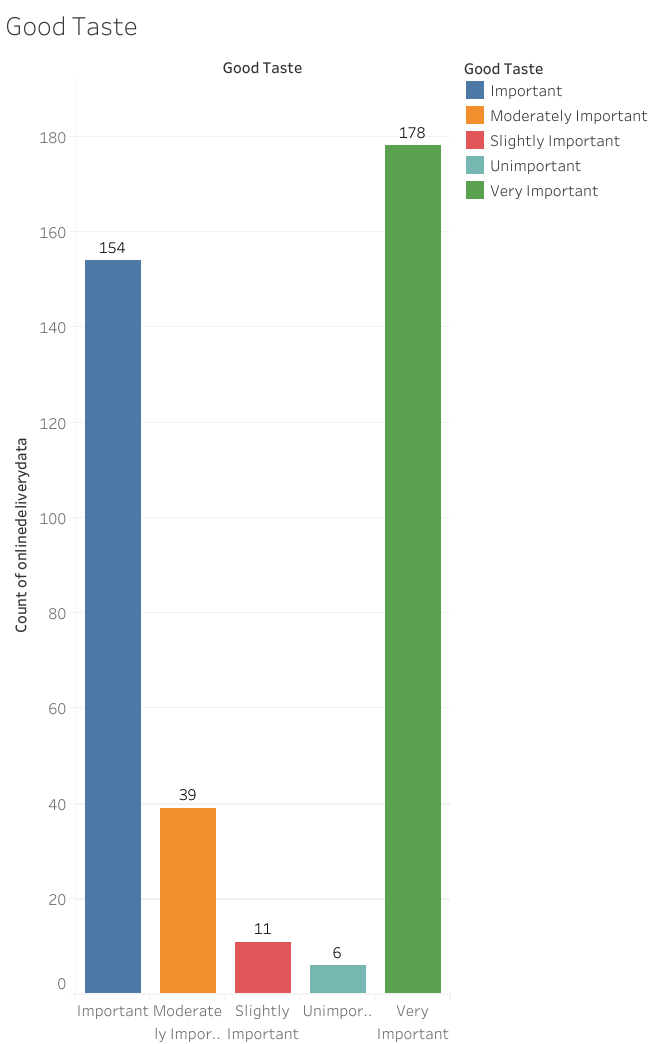 Good Taste
Good Taste
Good Taste
Important
Moderately Important
Slightly Important
Unimportant
Very Important
Count of onlinedeliverydata
180
160
140
120
100
80
60
40
20
0
154
39
11
6
178
Important
Moderate
ly Impor..
Slightly
Important
Unimpor..
Very
Important